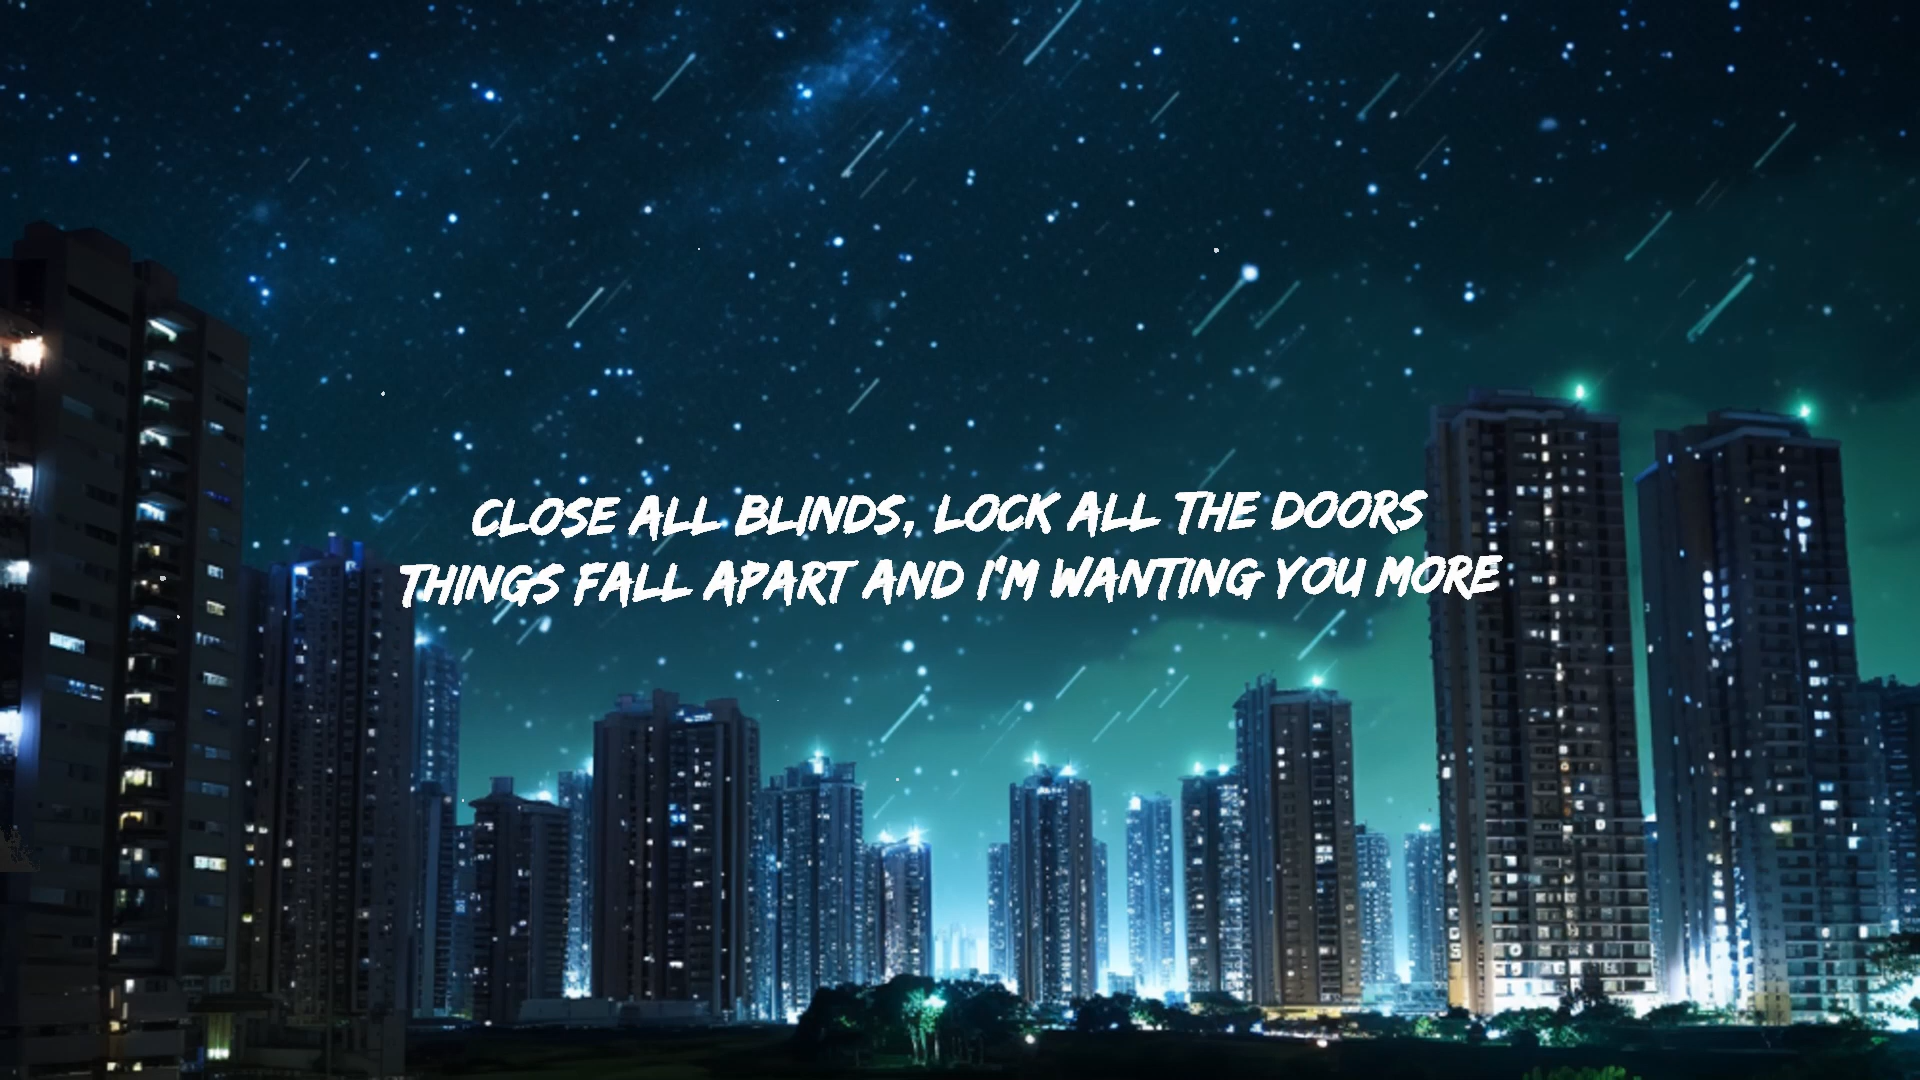 CLOSE ALL BLINDS, LOCK ALL THE DOORS
THINGS FALL APART AND I'M WANTING YOU MORE